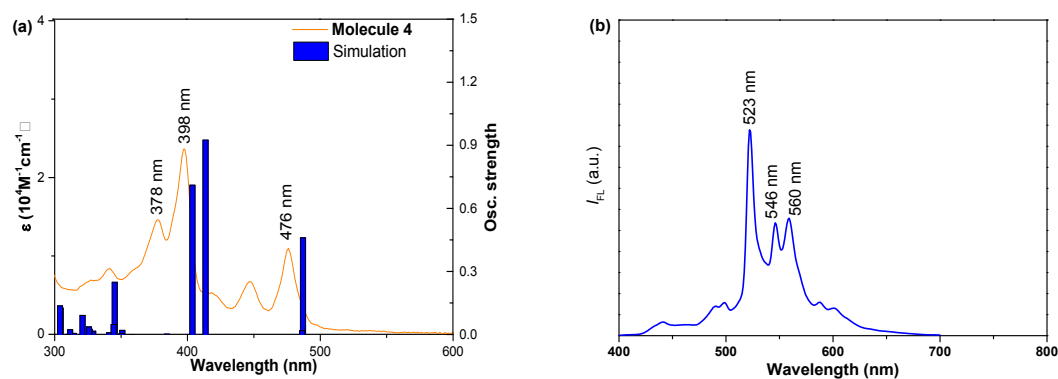 (a)
Molecule 4
Simulation
378 nm
398 nm
476 nm
4
2
0
ε (10⁴M⁻¹cm⁻¹ □
1.5
1.2
0.9
0.6
0.3
0.0
Osc. strength
300
400
500
600
Wavelength (nm)
(b)
523 nm
546 nm
560 nm
I_FL (a.u.)
400
500
600
700
800
Wavelength (nm)